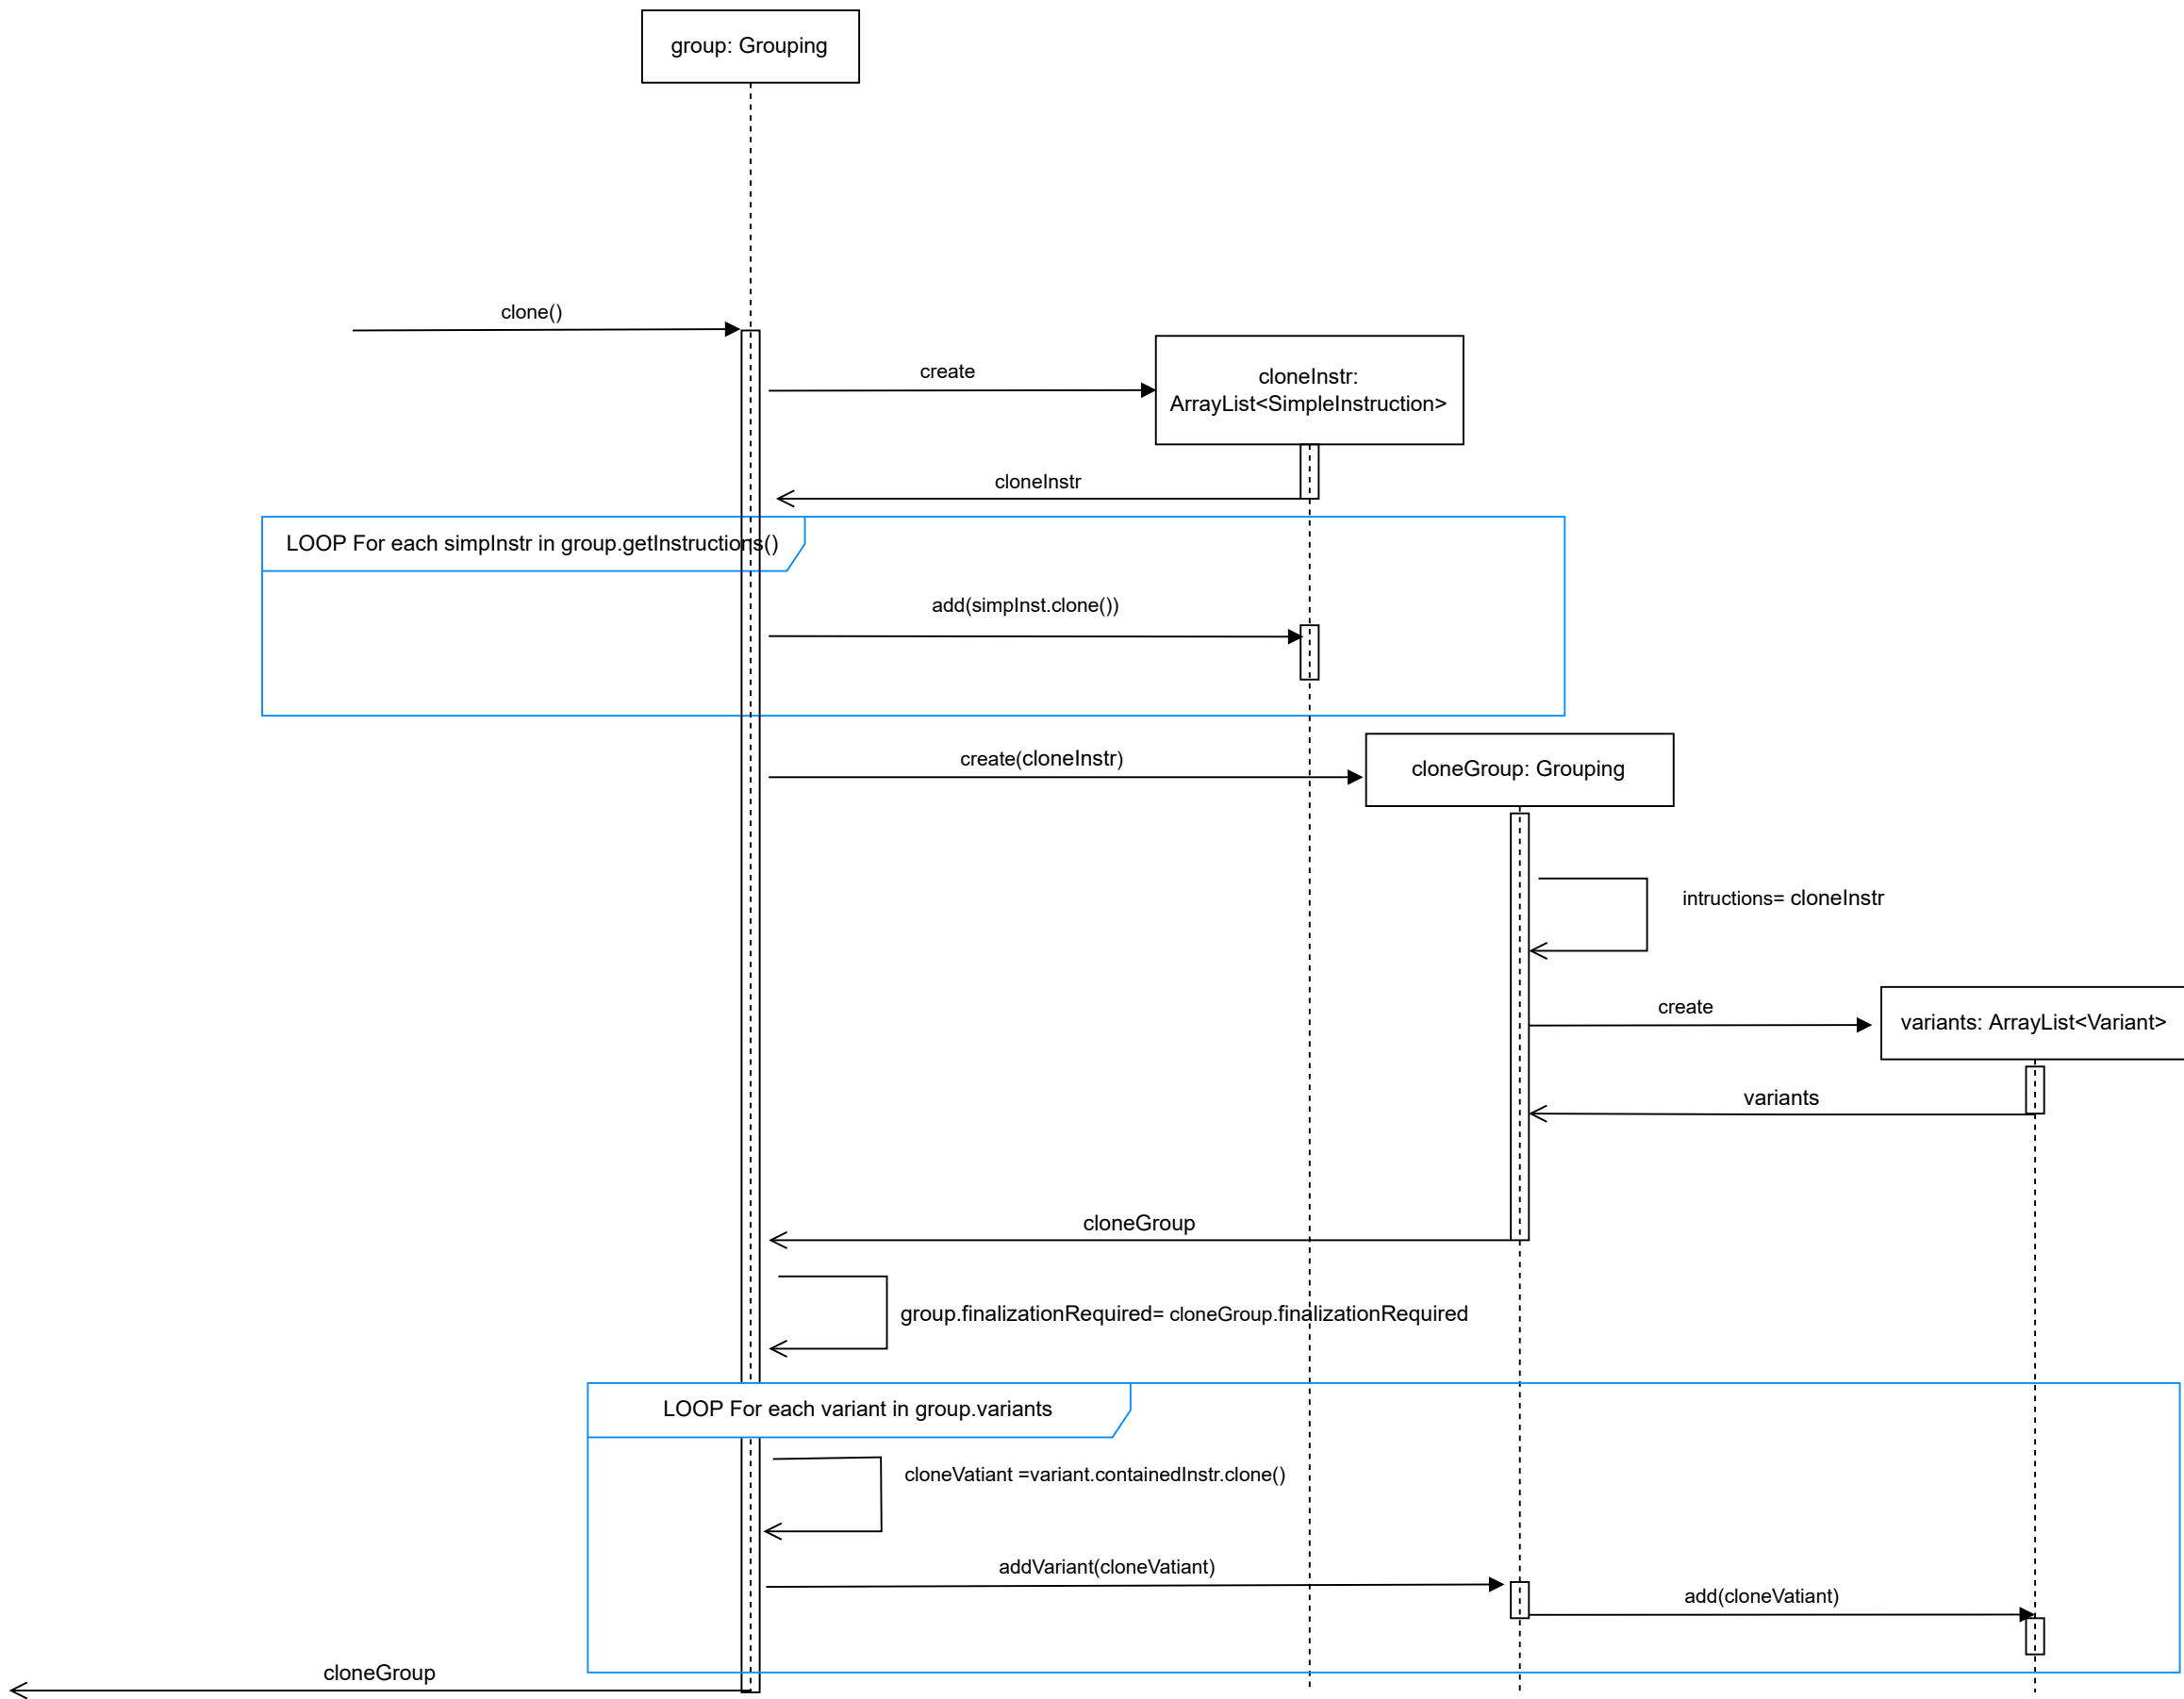 group: Grouping
clone()
create
cloneInstr:
ArrayList<SimpleInstruction>
cloneInstr
LOOP For each simpInstr in group.getInstructions()
add(simpInst.clone())
create(cloneInstr)
cloneGroup: Grouping
intructions= cloneInstr
create
variants: ArrayList<Variant>
variants
cloneGroup
group.finalizationRequired= cloneGroup.finalizationRequired
LOOP For each variant in group.variants
cloneVatiant =variant.containedInstr.clone()
addVariant(cloneVatiant)
add(cloneVatiant)
cloneGroup